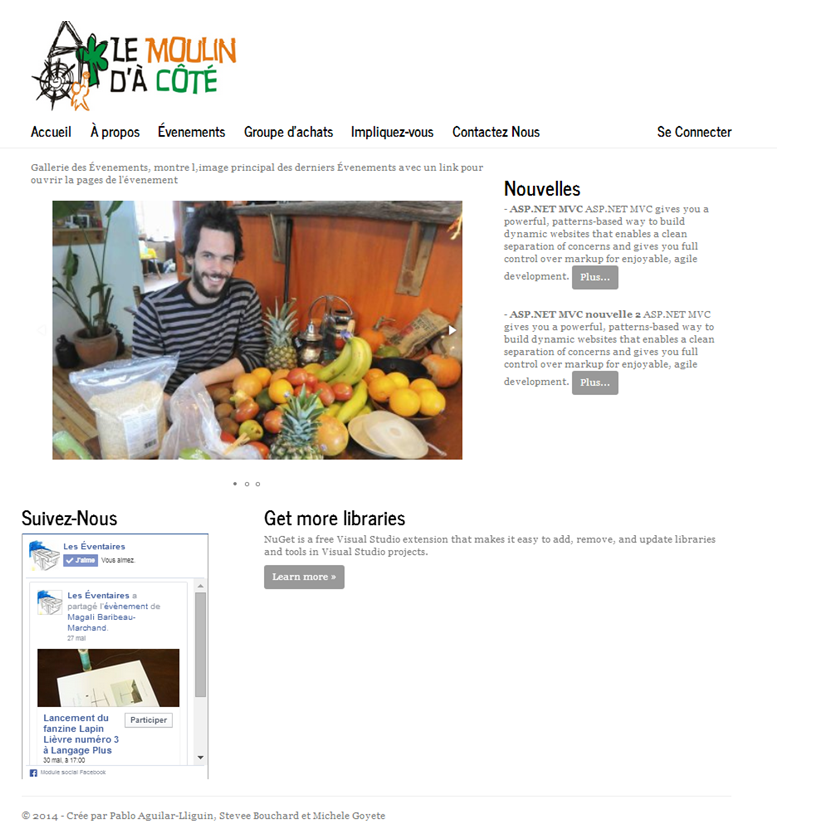 LE MOULIN
D'À CÔTÉ
Accueil À propos Évenements Groupe d'achats Impliquez-vous Contactez Nous Se Connecter
Gallerie des Évenements, montre l,image principal des derniers Évenements avec un link pour
ouvrir la pages de l'évenement
Nouvelles
- ASP.NET MVC ASP.NET MVC gives you a
powerful, patterns-based way to build
dynamic websites that enables a clean
separation of concerns and gives you full
control over markup for enjoyable, agile
development. Plus...
- ASP.NET MVC nouvelle 2 ASP.NET MVC
gives you a powerful, patterns-based way to
build dynamic websites that enables a clean
separation of concerns and gives you full
control over markup for enjoyable, agile
development. Plus...
Suivez-Nous
Les Éventaires
J'aime Vous aimez.
Les Éventaires a
partagé l'évènement de
Magali Baribeau-
Marchand.
27 mai
Lancement du
fanzine Lapin
Lièvre numéro 3
à Langage Plus
Participer
30 mai, à 17:00
Module social Facebook
Get more libraries
NuGet is a free Visual Studio extension that makes it easy to add, remove, and update libraries
and tools in Visual Studio projects.
Learn more »
© 2014 - Crée par Pablo Aguilar-Lliguin, Stevee Bouchard et Michele Goyete